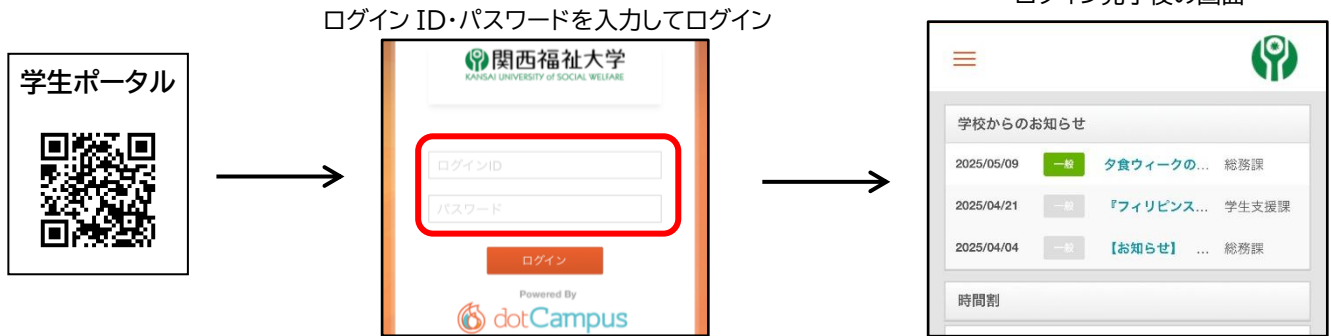 ログイン ID・パスワードを入力してログイン
学生ポータル
関西福祉大学
KANSAI UNIVERSITY of SOCIAL WELFARE
ログインID
パスワード
ログイン
Powered By
dotCampus
学校からのお知らせ
2025/05/09 一般 夕食ウィークの... 総務課
2025/04/21 一般 『フィリピンス... 学生支援課
2025/04/04 一般 【お知らせ】 ... 総務課
時間割